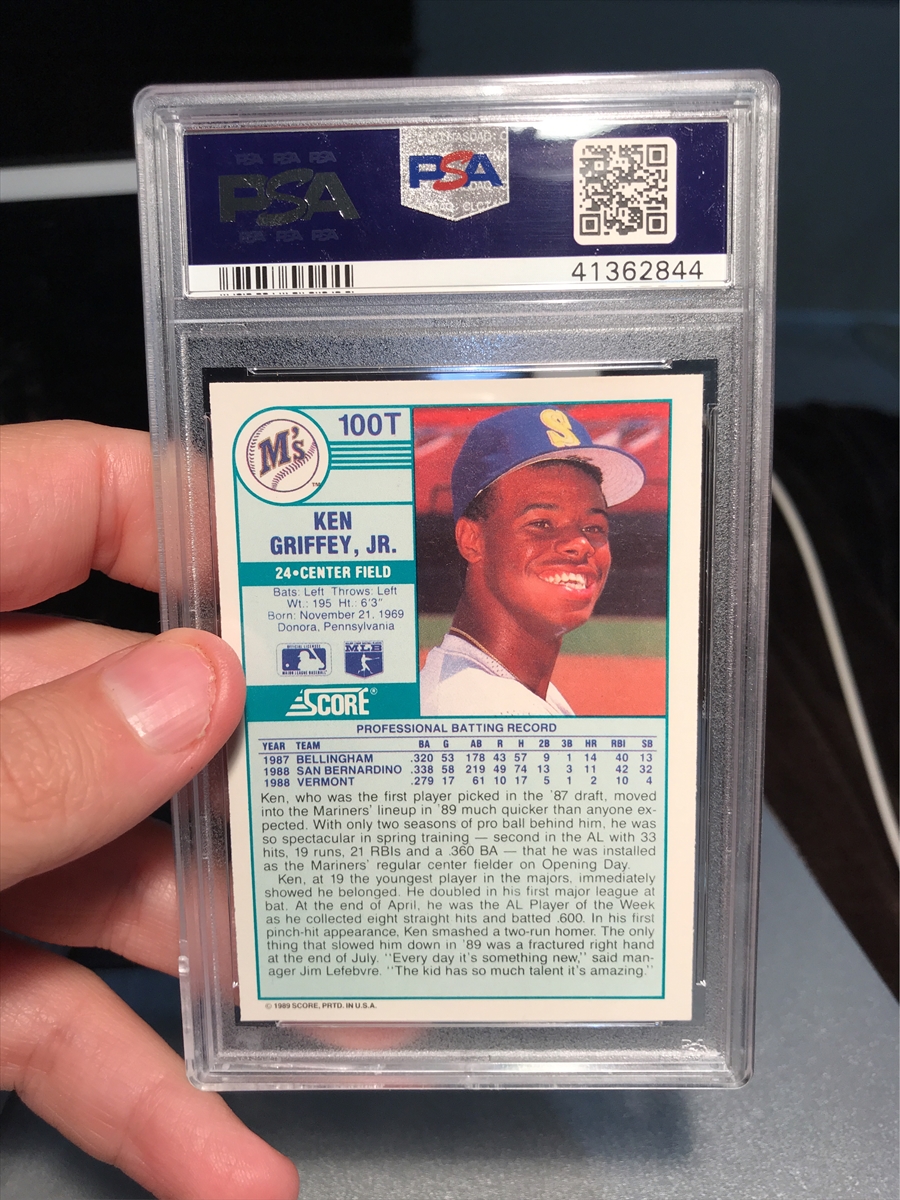 PSA PSA PSA
PSA
PSA PSA PSA
PSA
41362844
M's
TM
100T
S
KEN
GRIFFEY, JR.
24•CENTER FIELD
Bats: Left Throws: Left
Wt.: 195 Ht.: 6'3"
Born: November 21, 1969
Donora, Pennsylvania
MLB
SCORE®
PROFESSIONAL BATTING RECORD
YEAR TEAM BA G AB R H 2B 3B HR RBI SB
1987 BELLINGHAM .320 53 178 43 57 9 1 14 40 13
1988 SAN BERNARDINO .338 58 219 49 74 13 3 11 42 32
1988 VERMONT .279 17 61 10 17 5 1 2 10 4
Ken, who was the first player picked in the '87 draft, moved
into the Mariners' lineup in '89 much quicker than anyone ex-
pected. With only two seasons of pro ball behind him, he was
so spectacular in spring training — second in the AL with 33
hits, 19 runs, 21 RBIs and a .360 BA — that he was installed
as the Mariners' regular center fielder on Opening Day.
Ken, at 19 the youngest player in the majors, immediately
showed he belonged. He doubled in his first major league at
bat. At the end of April, he was the AL Player of the Week
as he collected eight straight hits and batted .600. In his first
pinch-hit appearance, Ken smashed a two-run homer. The only
thing that slowed him down in '89 was a fractured right hand
at the end of July. "Every day it's something new," said man-
ager Jim Lefebvre. "The kid has so much talent it's amazing."
© 1989 SCORE, PRTD. IN U.S.A.